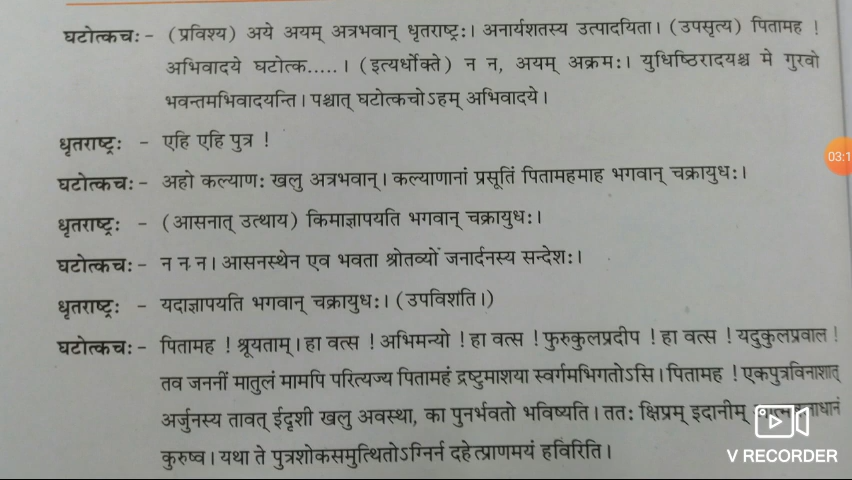 घटोत्कचः - (प्रविश्य) अये अयम् अत्रभवान् धृतराष्ट्रः। अनार्यशतस्य उत्पादयिता। (उपसृत्य) पितामह !
अभिवादये घटोत्क.....। (इत्यर्धोक्ते) न न, अयम् अक्रमः। युधिष्ठिरादयश्च मे गुरवो
भवन्तमभिवादयन्ति। पश्चात् घटोत्कचोऽहम् अभिवादये।
धृतराष्ट्रः - एहि एहि पुत्र !
घटोत्कचः - अहो कल्याणः खलु अत्रभवान्। कल्याणानां प्रसूतिं पितामहमाह भगवान् चक्रायुधः।
धृतराष्ट्रः - (आसनात् उत्थाय) किमाज्ञापयति भगवान् चक्रायुधः।
घटोत्कचः - न न न। आसनस्थेन एव भवता श्रोतव्यों जनार्दनस्य सन्देशः।
धृतराष्ट्रः - यदाज्ञापयति भगवान् चक्रायुधः। (उपविशति।)
घटोत्कचः - पितामह ! श्रूयताम्। हा वत्स ! अभिमन्यो ! हा वत्स ! फुरुकुलप्रदीप ! हा वत्स ! यदुकुलप्रवाल !
तव जननीं मातुलं मामपि परित्यज्य पितामहं द्रष्टुमाशया स्वर्गमभिगतोऽसि। पितामह ! एकपुत्रविनाशात्
अर्जुनस्य तावत् ईदृशी खलु अवस्था, का पुनर्भवतो भविष्यति। ततः क्षिप्रम् इदानीम्
कुरुष्व। यथा ते पुत्रशोकसमुत्थितोऽग्निर्न दहेत्प्राणमयं हविरिति।
03:1
V RECORDER